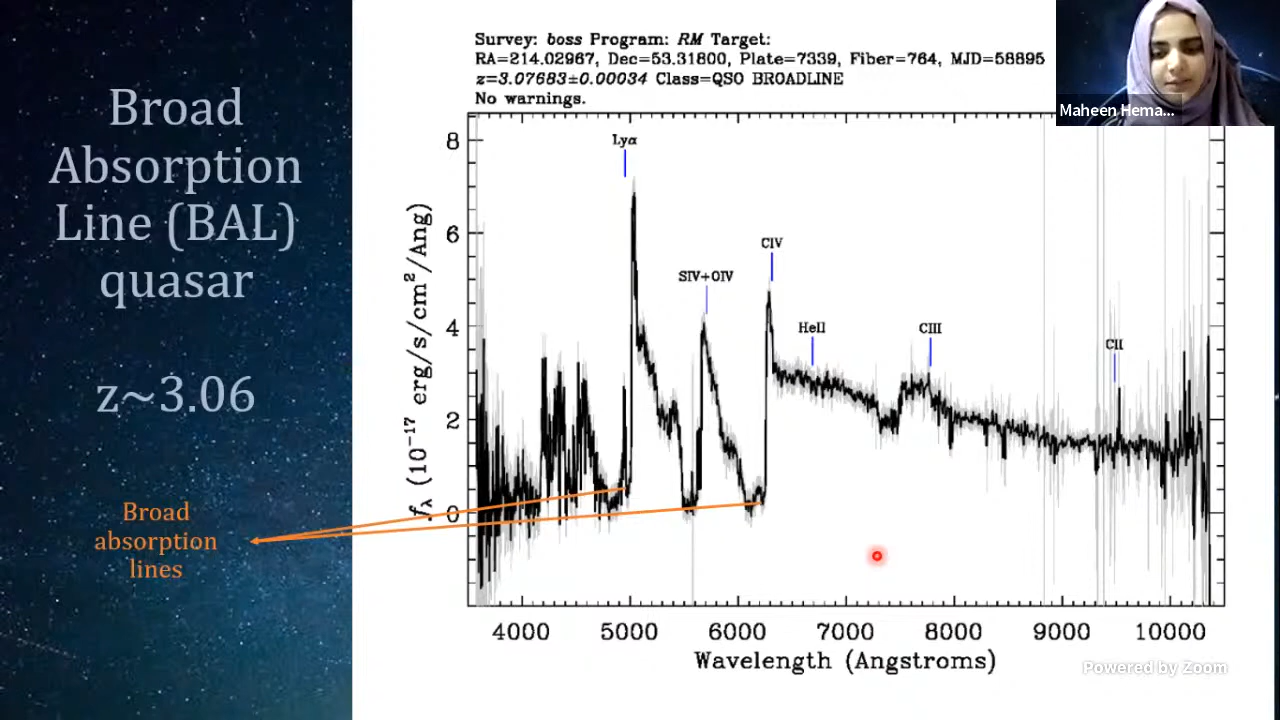 Broad
Absorption
Line (BAL)
quasar
z~3.06
Broad
absorption
lines
Survey: boss Program: RM Target:
RA=214.02967, Dec=53.31800, Plate=7339, Fiber=764, MJD=58895
z=3.07683±0.00034 Class=QSO BROADLINE
No warnings.
Lyα
SIV+OIV
CIV
HeII
CIII
CII
8
6
4
2
0
fλ (10⁻¹⁷ erg/s/cm²/Ang)
4000 5000 6000 7000 8000 9000 10000
Wavelength (Angstroms)
Maheen Hema...
Powered by Zoom